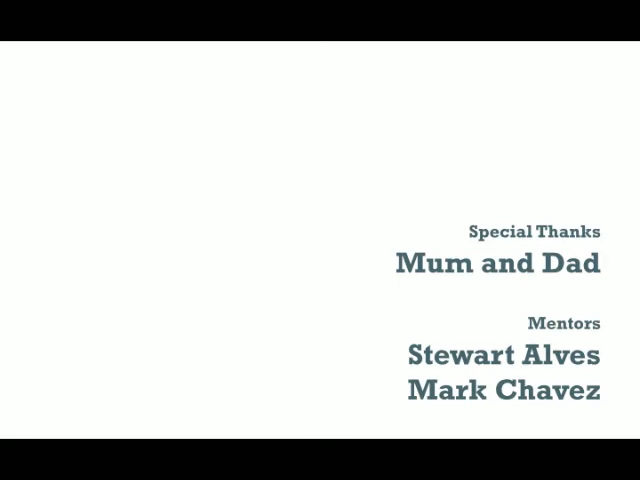 Special Thanks
Mum and Dad
Mentors
Stewart Alves
Mark Chavez